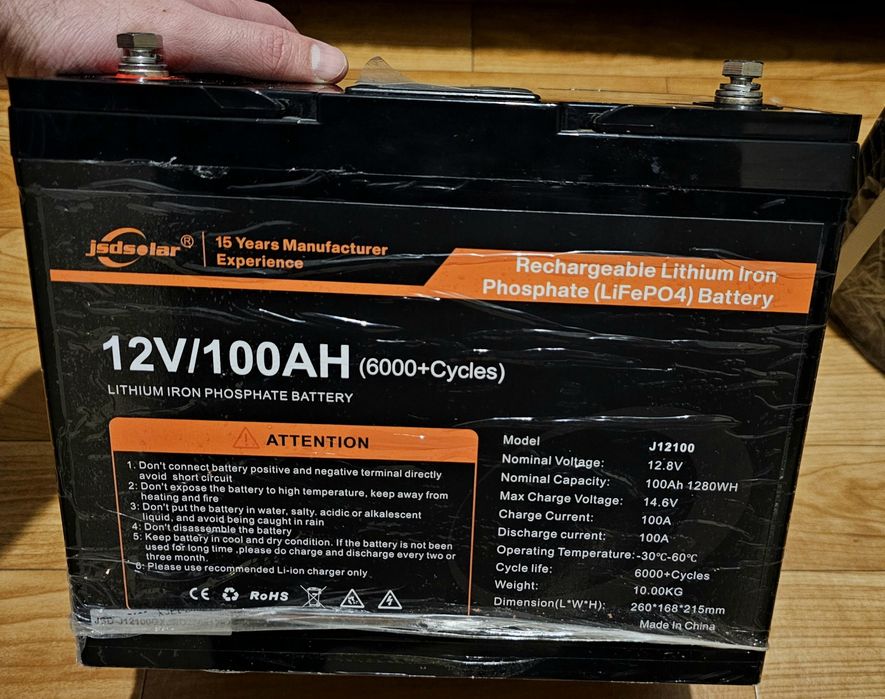 jsdsolar®
15 Years Manufacturer
Experience
Rechargeable Lithium Iron
Phosphate (LiFePO4) Battery
12V/100AH (6000+Cycles)
LITHIUM IRON PHOSPHATE BATTERY
ATTENTION
1. Don't connect battery positive and negative terminal directly
avoid short circuit
2: Don't expose the battery to high temperature, keep away from
heating and fire
3: Don't put the battery in water, salty. acidic or alkalescent
liquid, and avoid being caught in rain
4: Don't disassemble the battery
5: Keep battery in cool and dry condition. If the battery is not been
used for long time ,please do charge and discharge every two or
three month.
6: Please use recommended Li-ion charger only
CE RoHS
Model J12100
Nominal Voltage: 12.8V
Nominal Capacity: 100Ah 1280WH
Max Charge Voltage: 14.6V
Charge Current: 100A
Discharge current: 100A
Operating Temperature: -30℃-60℃
Cycle life: 6000+Cycles
Weight: 10.00KG
Dimension(L*W*H): 260*168*215mm
Made In China